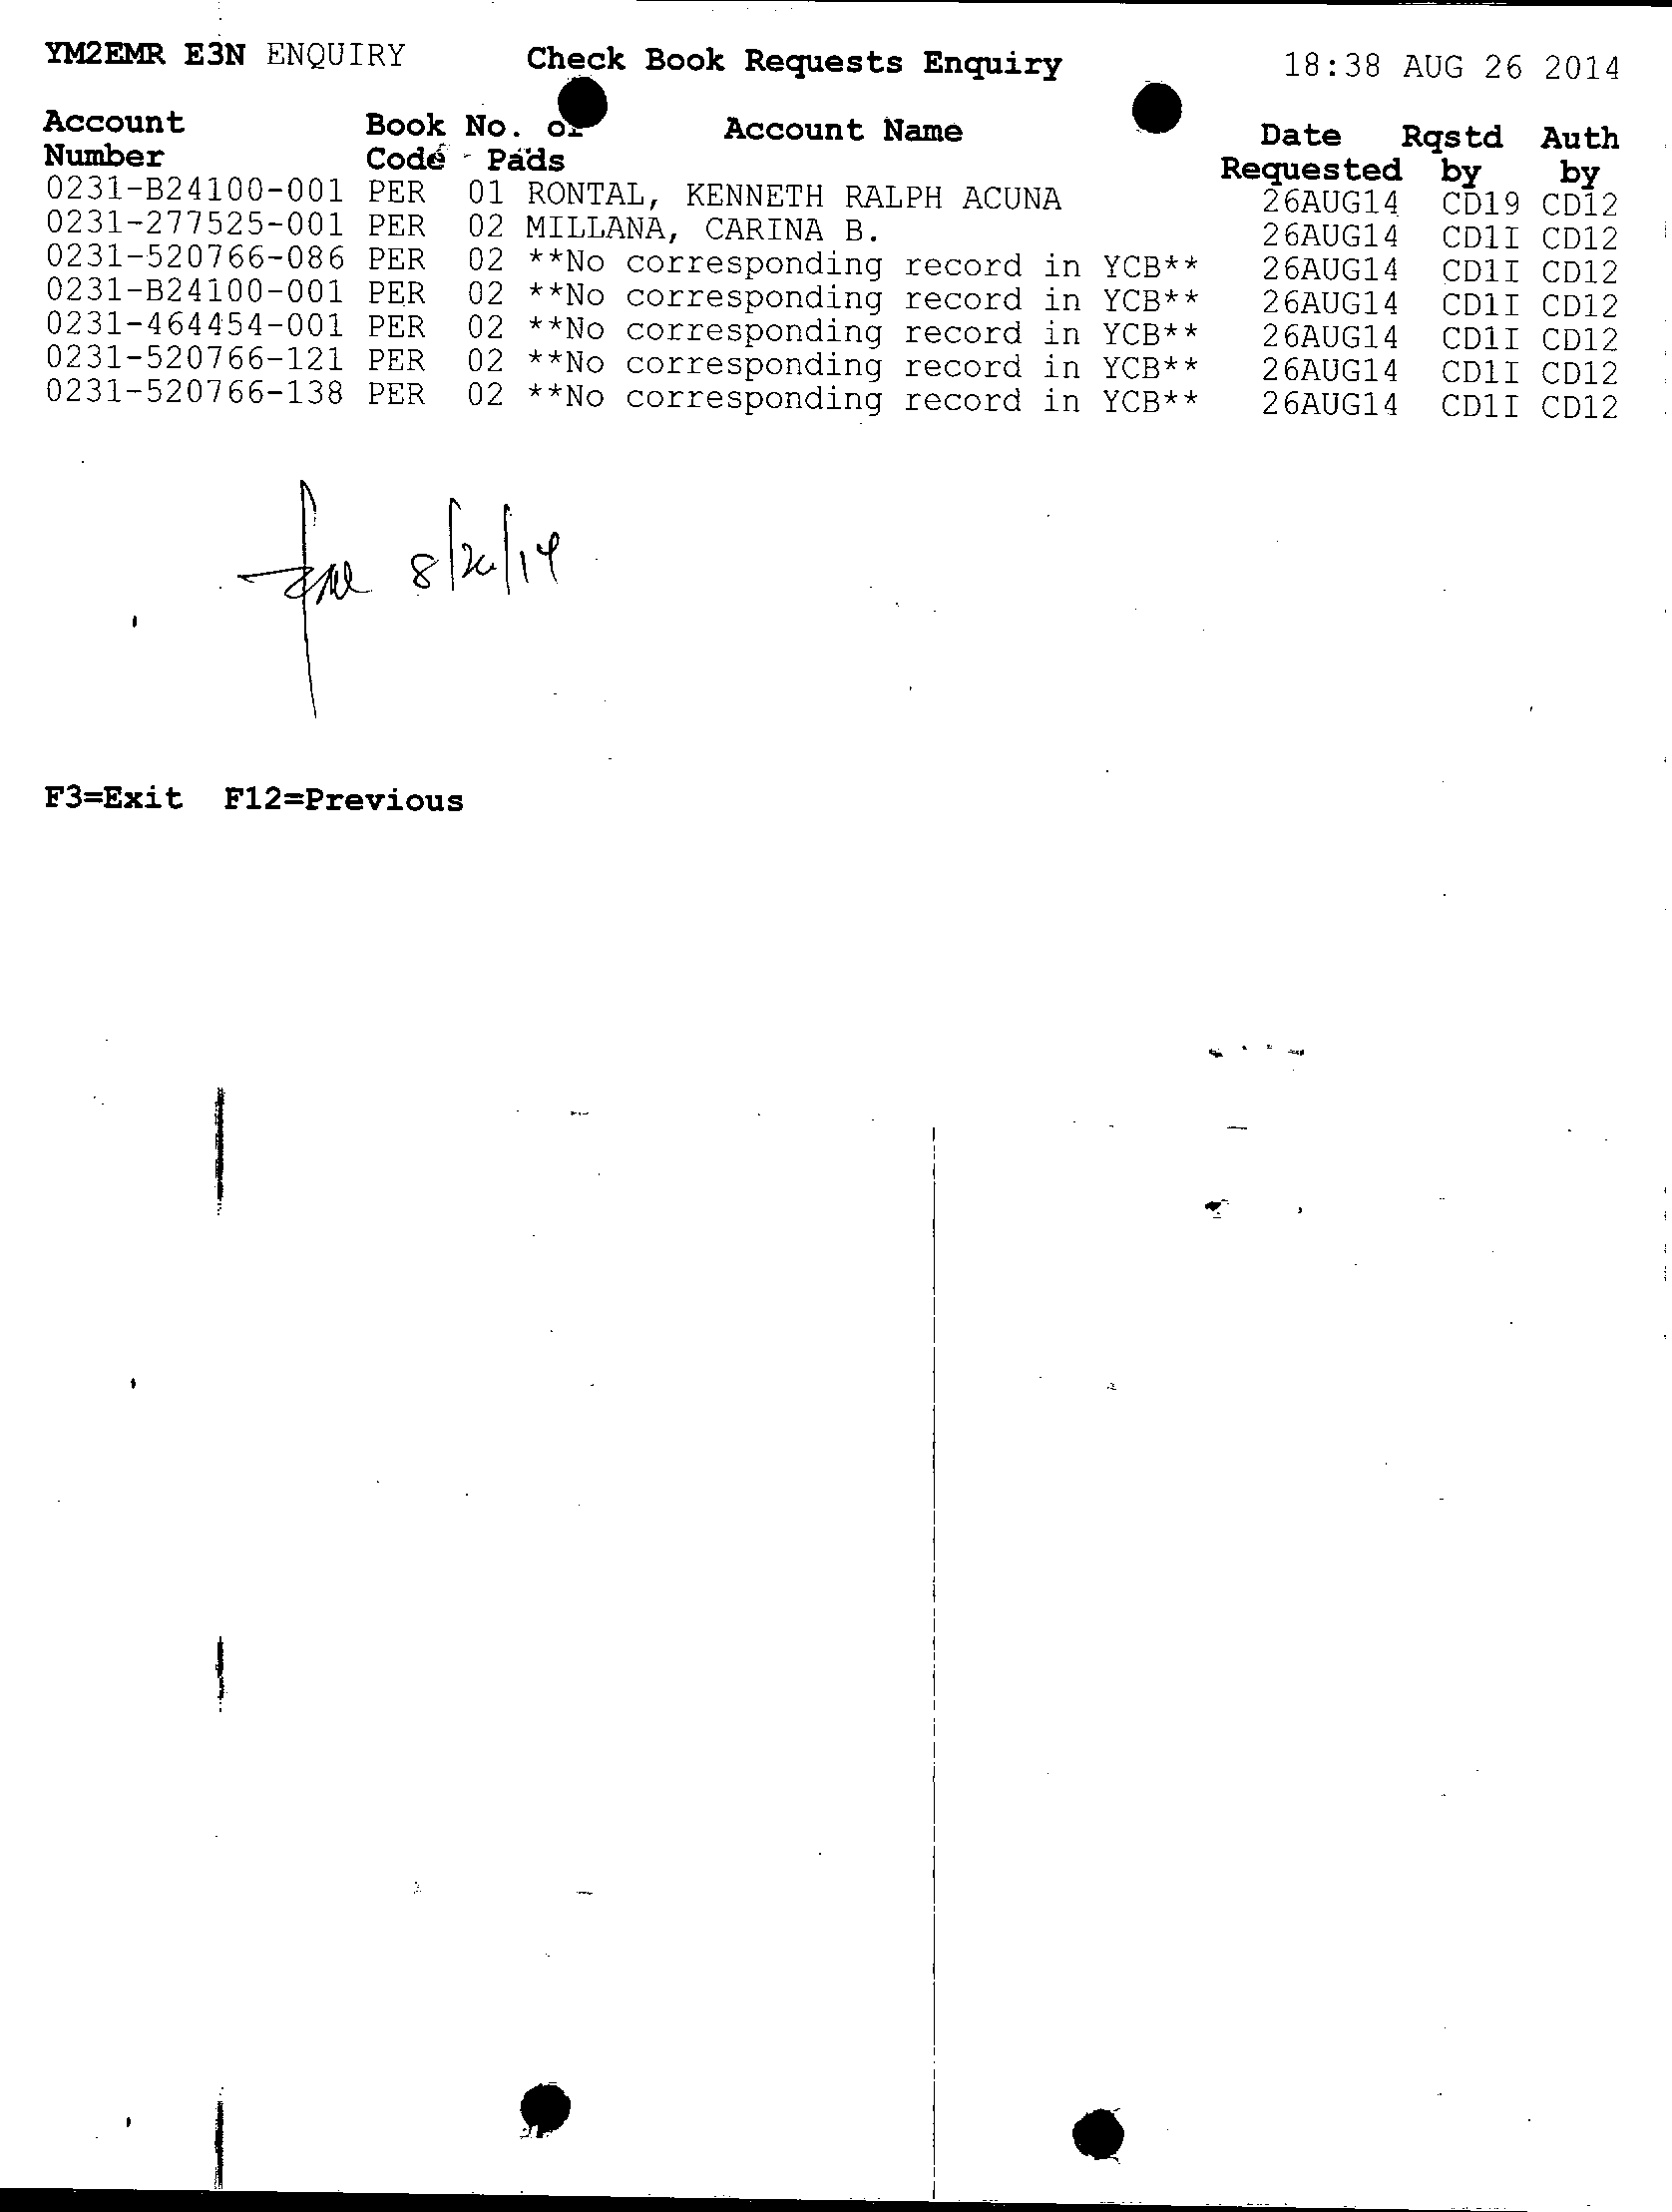 YM2EMR E3N ENQUIRY Check Book Requests Enquiry 18:38 AUG 26 2014
Account Book No. of Account Name Date Rqstd Auth
Number Code Pads Requested by by
0231-B24100-001 PER 01 RONTAL, KENNETH RALPH ACUNA 26AUG14 CD19 CD12
0231-277525-001 PER 02 MILLANA, CARINA B. 26AUG14 CD1I CD12
0231-520766-086 PER 02 **No corresponding record in YCB** 26AUG14 CD1I CD12
0231-B24100-001 PER 02 **No corresponding record in YCB** 26AUG14 CD1I CD12
0231-464454-001 PER 02 **No corresponding record in YCB** 26AUG14 CD1I CD12
0231-520766-121 PER 02 **No corresponding record in YCB** 26AUG14 CD1I CD12
0231-520766-138 PER 02 **No corresponding record in YCB** 26AUG14 CD1I CD12
8/26/14
F3=Exit F12=Previous